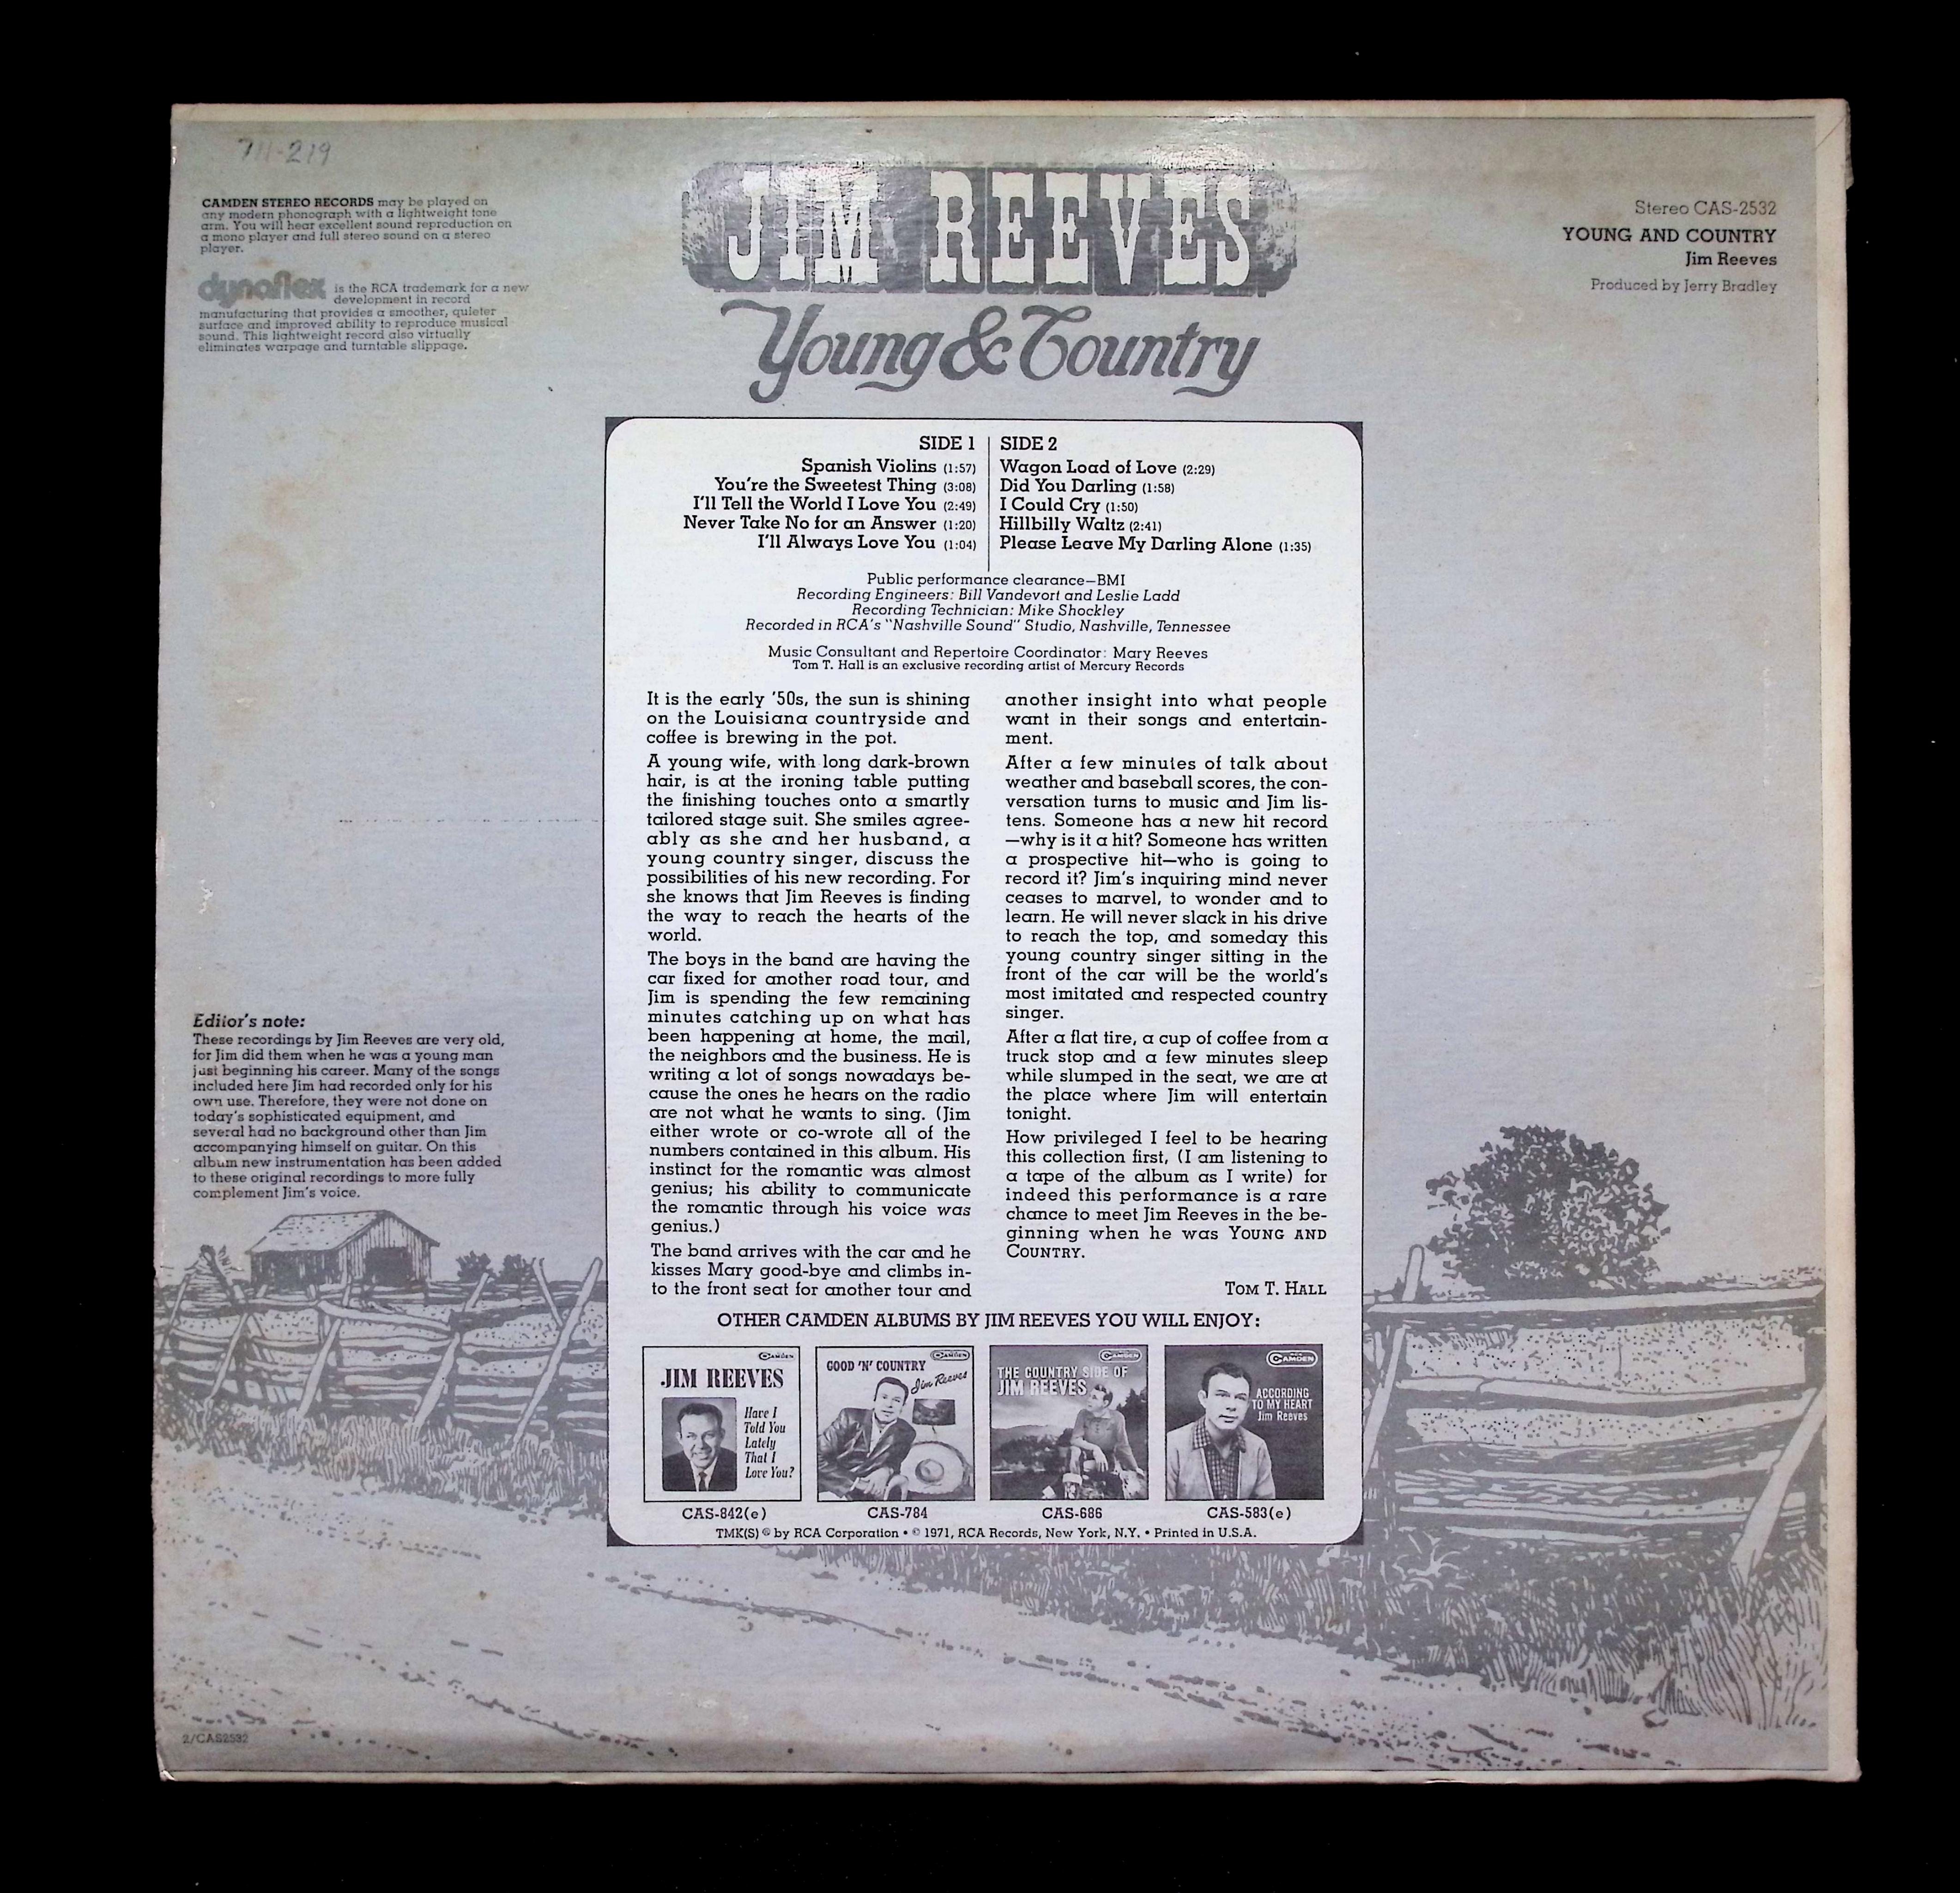 711-219
CAMDEN STEREO RECORDS may be played on
any modern phonograph with a lightweight tone
arm. You will hear excellent sound reproduction on
a mono player and full stereo sound on a stereo
player.
dynaflex is the RCA trademark for a new
development in record
manufacturing that provides a smoother, quieter
surface and improved ability to reproduce musical
sound. This lightweight record also virtually
eliminates warpage and turntable slippage.
JIM REEVES
Young & Country
Stereo CAS-2532
YOUNG AND COUNTRY
Jim Reeves
Produced by Jerry Bradley
SIDE 1
Spanish Violins (1:57)
You're the Sweetest Thing (3:08)
I'll Tell the World I Love You (2:49)
Never Take No for an Answer (1:20)
I'll Always Love You (1:04)
SIDE 2
Wagon Load of Love (2:29)
Did You Darling (1:58)
I Could Cry (1:50)
Hillbilly Waltz (2:41)
Please Leave My Darling Alone (1:35)
Public performance clearance—BMI
Recording Engineers: Bill Vandevort and Leslie Ladd
Recording Technician: Mike Shockley
Recorded in RCA's "Nashville Sound" Studio, Nashville, Tennessee
Music Consultant and Repertoire Coordinator: Mary Reeves
Tom T. Hall is an exclusive recording artist of Mercury Records
It is the early '50s, the sun is shining
on the Louisiana countryside and
coffee is brewing in the pot.
A young wife, with long dark-brown
hair, is at the ironing table putting
the finishing touches onto a smartly
tailored stage suit. She smiles agree-
ably as she and her husband, a
young country singer, discuss the
possibilities of his new recording. For
she knows that Jim Reeves is finding
the way to reach the hearts of the
world.
The boys in the band are having the
car fixed for another road tour, and
Jim is spending the few remaining
minutes catching up on what has
been happening at home, the mail,
the neighbors and the business. He is
writing a lot of songs nowadays be-
cause the ones he hears on the radio
are not what he wants to sing. (Jim
either wrote or co-wrote all of the
numbers contained in this album. His
instinct for the romantic was almost
genius; his ability to communicate
the romantic through his voice was
genius.)
The band arrives with the car and he
kisses Mary good-bye and climbs in-
to the front seat for another tour and
another insight into what people
want in their songs and entertain-
ment.
After a few minutes of talk about
weather and baseball scores, the con-
versation turns to music and Jim lis-
tens. Someone has a new hit record
—why is it a hit? Someone has written
a prospective hit—who is going to
record it? Jim's inquiring mind never
ceases to marvel, to wonder and to
learn. He will never slack in his drive
to reach the top, and someday this
young country singer sitting in the
front of the car will be the world's
most imitated and respected country
singer.
After a flat tire, a cup of coffee from a
truck stop and a few minutes sleep
while slumped in the seat, we are at
the place where Jim will entertain
tonight.
How privileged I feel to be hearing
this collection first, (I am listening to
a tape of the album as I write) for
indeed this performance is a rare
chance to meet Jim Reeves in the be-
ginning when he was YOUNG AND
COUNTRY.
TOM T. HALL
Editor's note:
These recordings by Jim Reeves are very old,
for Jim did them when he was a young man
just beginning his career. Many of the songs
included here Jim had recorded only for his
own use. Therefore, they were not done on
today's sophisticated equipment, and
several had no background other than Jim
accompanying himself on guitar. On this
album new instrumentation has been added
to these original recordings to more fully
complement Jim's voice.
OTHER CAMDEN ALBUMS BY JIM REEVES YOU WILL ENJOY:
CAMDEN
JIM REEVES
Have I
Told You
Lately
That I
Love You?
CAMDEN
GOOD 'N' COUNTRY
Jim Reeves
CAMDEN
THE COUNTRY SIDE OF
JIM REEVES
CAMDEN
ACCORDING
TO MY HEART
Jim Reeves
CAS-842(e)
CAS-784
CAS-686
CAS-583(e)
TMK(S) ® by RCA Corporation • © 1971, RCA Records, New York, N.Y. • Printed in U.S.A.
2/CAS2532